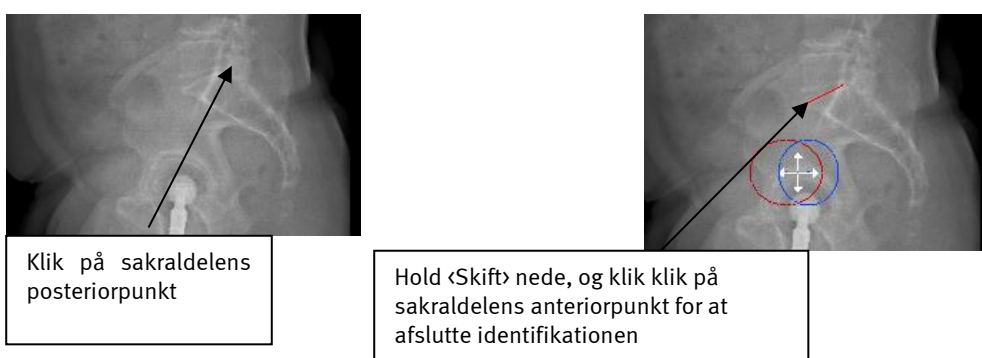 Klik på sakraldelens
posteriorpunkt
Hold <Skift> nede, og klik klik på
sakraldelens anteriorpunkt for at
afslutte identifikationen